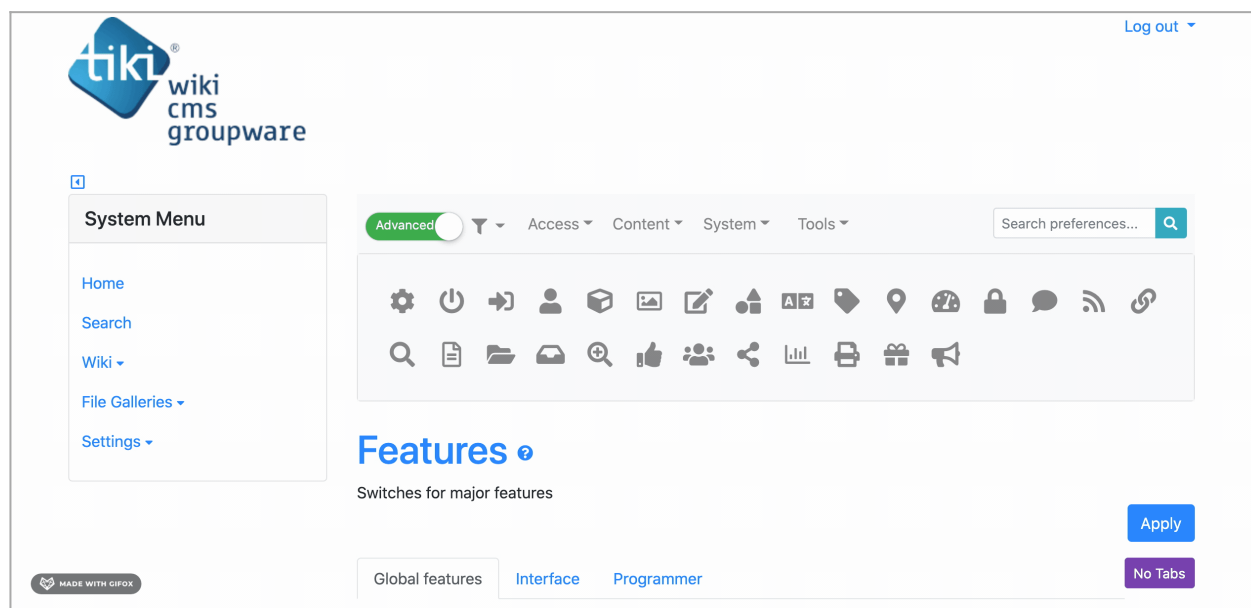 Log out
tiki®
wiki
cms
groupware
System Menu
Advanced Access Content System Tools Search preferences...
Home
Search
Wiki
File Galleries
Settings
A
Features ?
Switches for major features
Apply
Global features Interface Programmer No Tabs
MADE WITH GIFOX